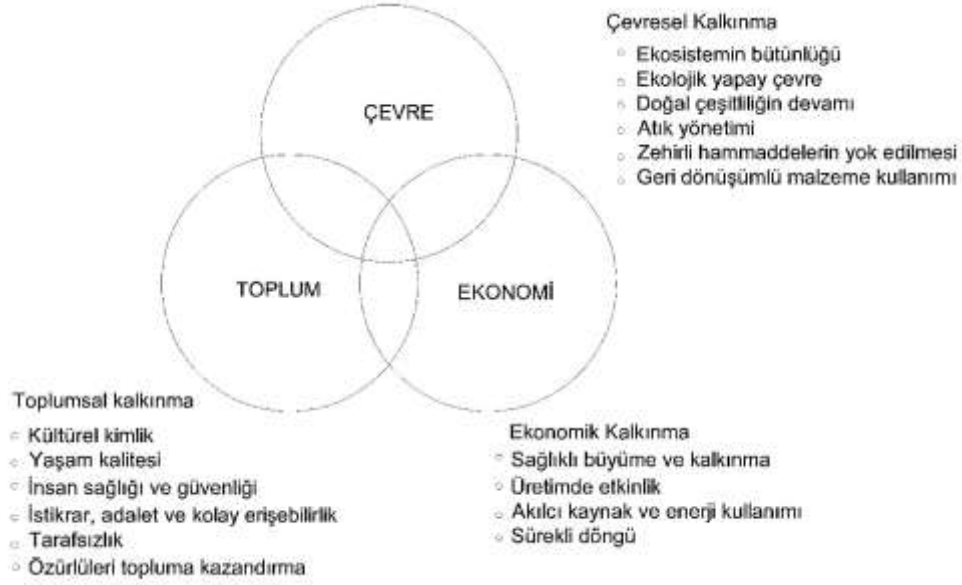 Çevresel Kalkınma
Ekosistemin bütünlüğü
Ekolojik yapay çevre
Doğal çeşitliliğin devamı
Atık yönetimi
Zehirli hammaddelerin yok edilmesi
Geri dönüşümlü malzeme kullanımı
ÇEVRE
TOPLUM
EKONOMİ
Toplumsal kalkınma
Kültürel kimlik
Yaşam kalitesi
İnsan sağlığı ve güvenliği
İstikrar, adalet ve kolay erişebilirlik
Tarafsızlık
Özürlüleri topluma kazandırma
Ekonomik Kalkınma
Sağlıklı büyüme ve kalkınma
Üretimde etkinlik
Akılcı kaynak ve enerji kullanımı
Sürekli döngü